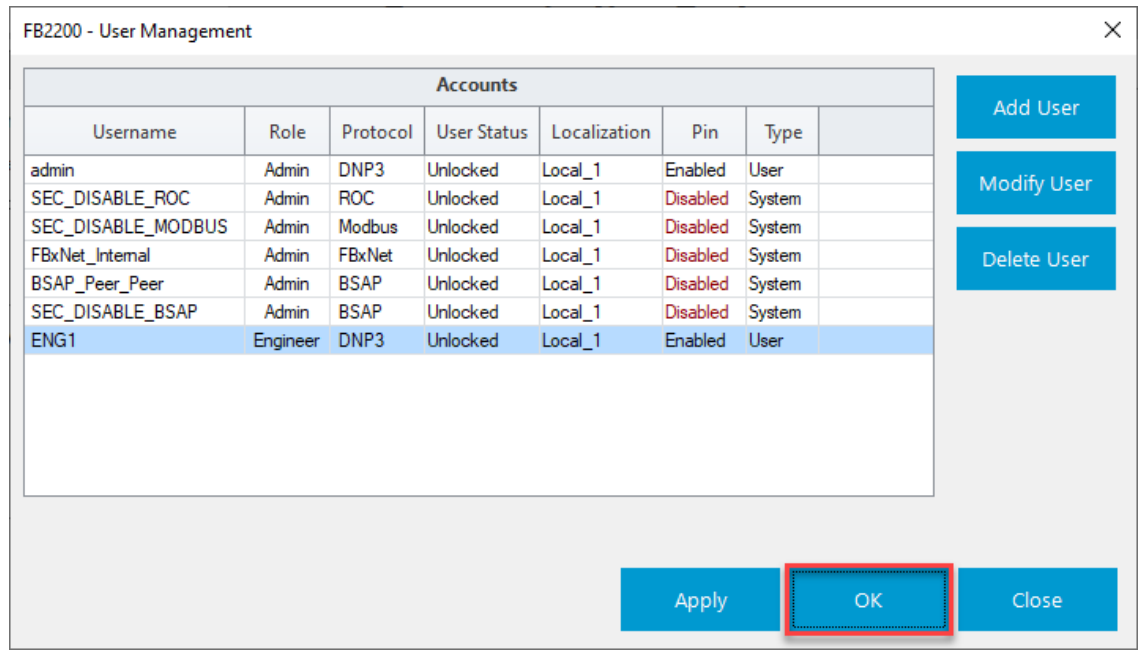 FB2200 - User Management
Accounts
Username Role Protocol User Status Localization Pin Type
admin Admin DNP3 Unlocked Local_1 Enabled User
SEC_DISABLE_ROC Admin ROC Unlocked Local_1 Disabled System
SEC_DISABLE_MODBUS Admin Modbus Unlocked Local_1 Disabled System
FBxNet_Internal Admin FBxNet Unlocked Local_1 Disabled System
BSAP_Peer_Peer Admin BSAP Unlocked Local_1 Disabled System
SEC_DISABLE_BSAP Admin BSAP Unlocked Local_1 Disabled System
ENG1 Engineer DNP3 Unlocked Local_1 Enabled User
Add User
Modify User
Delete User
Apply OK Close